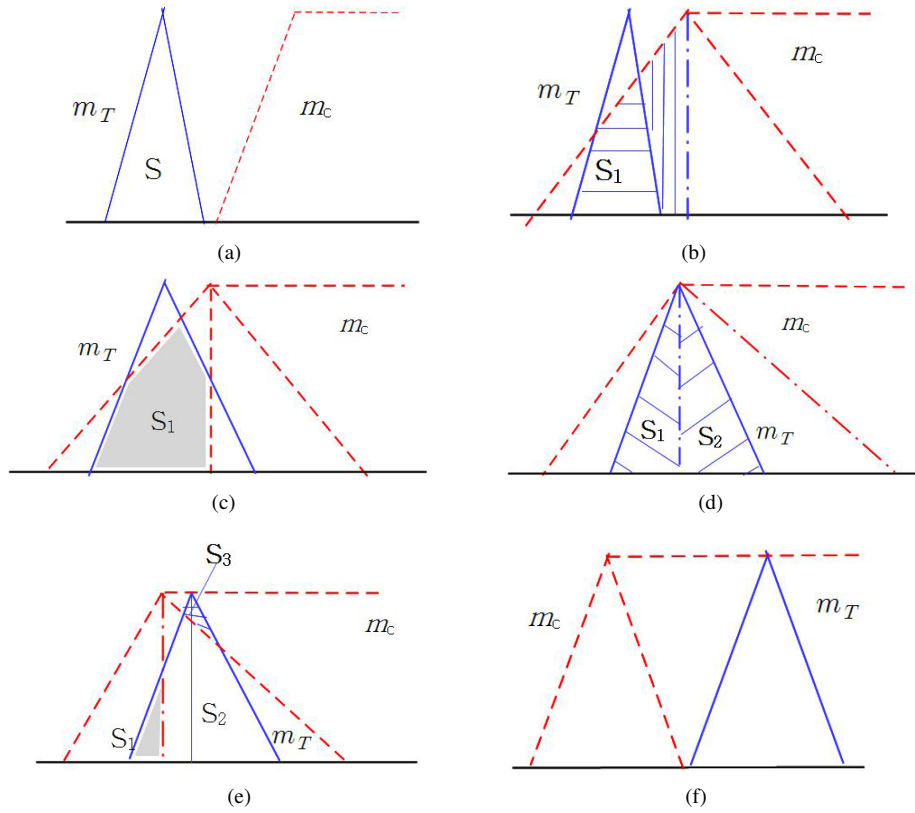 m_T
S
m_c
(a)
m_T
S_1
m_c
(b)
m_T
S_1
m_c
(c)
S_1
S_2
m_T
m_c
(d)
S_3
S_1
S_2
m_T
m_c
(e)
m_c
m_T
(f)